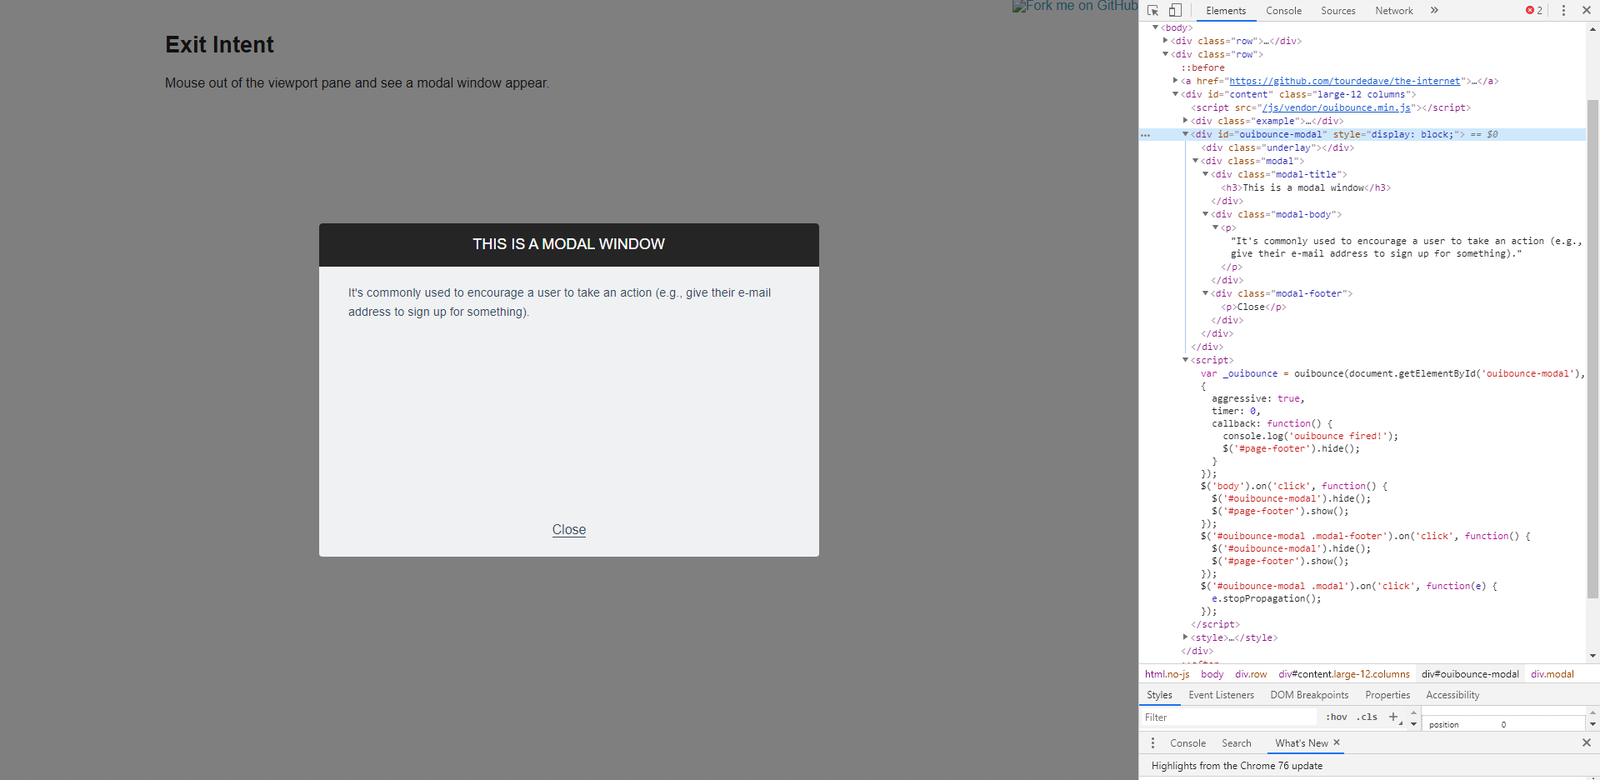 Fork me on GitHub
Exit Intent
Mouse out of the viewport pane and see a modal window appear.
THIS IS A MODAL WINDOW
It's commonly used to encourage a user to take an action (e.g., give their e-mail
address to sign up for something).
Close
Elements Console Sources Network » 2
<body>
<div class="row">…</div>
<div class="row">
::before
<a href="https://github.com/tourdedave/the-internet">…</a>
<div id="content" class="large-12 columns">
<script src="/js/vendor/ouibounce.min.js"></script>
<div class="example">…</div>
… <div id="ouibounce-modal" style="display: block;"> == $0
<div class="underlay"></div>
<div class="modal">
<div class="modal-title">
<h3>This is a modal window</h3>
</div>
<div class="modal-body">
<p>
"It's commonly used to encourage a user to take an action (e.g.,
give their e-mail address to sign up for something)."
</p>
</div>
<div class="modal-footer">
<p>Close</p>
</div>
</div>
</div>
<script>
var _ouibounce = ouibounce(document.getElementById('ouibounce-modal'),
{
aggressive: true,
timer: 0,
callback: function() {
console.log('ouibounce fired!');
$('#page-footer').hide();
}
});
$('body').on('click', function() {
$('#ouibounce-modal').hide();
$('#page-footer').show();
});
$('#ouibounce-modal .modal-footer').on('click', function() {
$('#ouibounce-modal').hide();
$('#page-footer').show();
});
$('#ouibounce-modal .modal').on('click', function(e) {
e.stopPropagation();
});
</script>
<style>…</style>
</div>
html.no-js body div.row div#content.large-12.columns div#ouibounce-modal div.modal
Styles Event Listeners DOM Breakpoints Properties Accessibility
Filter :hov .cls +
position 0
Console Search What's New ×
Highlights from the Chrome 76 update